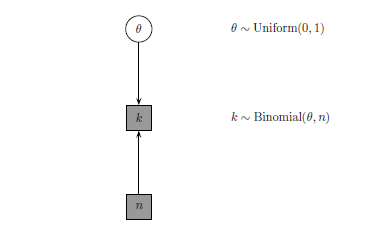 θ θ ∼ Uniform(0, 1)
k k ∼ Binomial(θ, n)
n